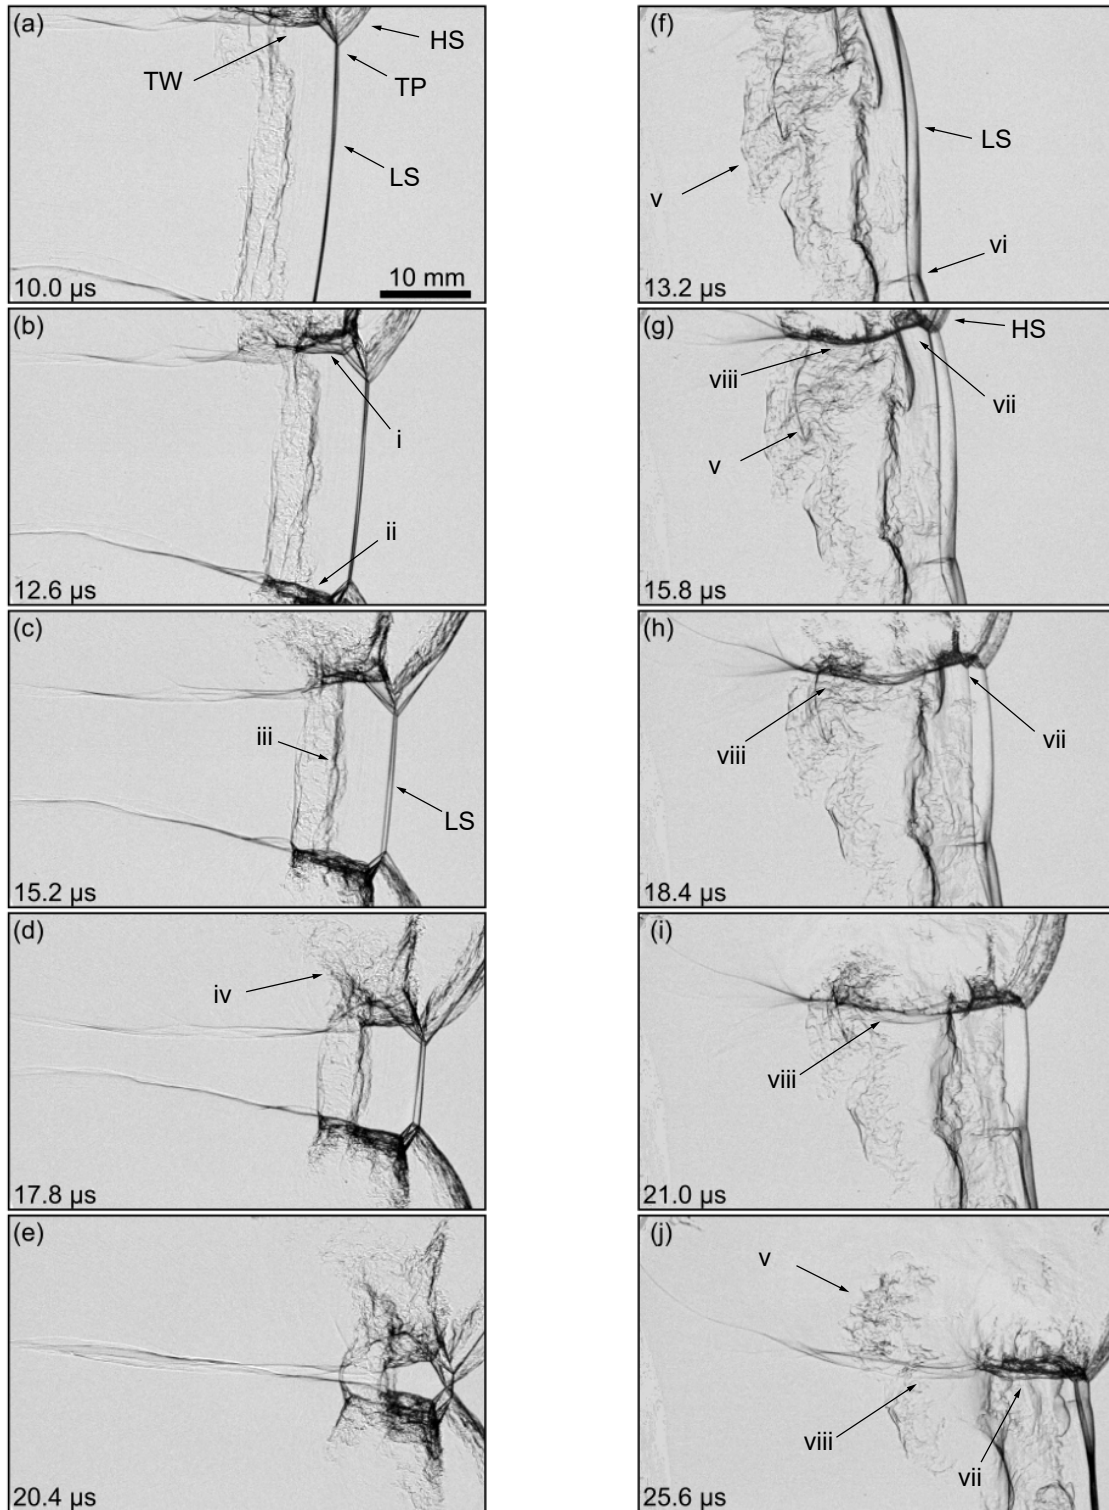 (a)
HS
TW
TP
LS
10 mm
10.0 µs
(b)
i
ii
12.6 µs
(c)
iii
LS
15.2 µs
(d)
iv
17.8 µs
(e)
20.4 µs
(f)
LS
v
vi
13.2 µs
(g)
HS
viii
vii
v
15.8 µs
(h)
viii
vii
18.4 µs
(i)
viii
21.0 µs
(j)
v
viii
vii
25.6 µs